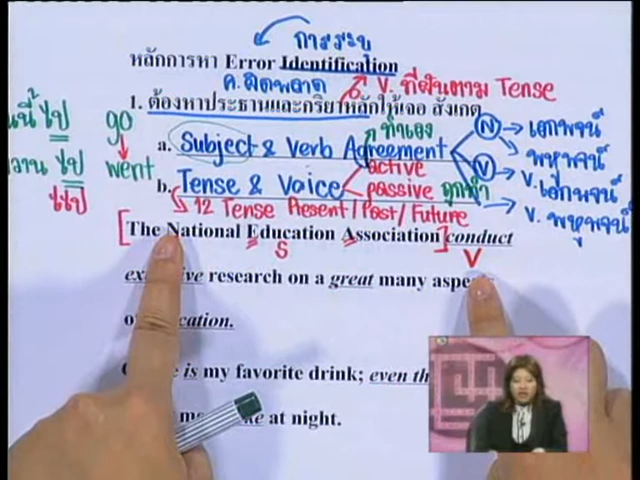 การระบุ
หลักการหา Error Identification
ค.ผิดพลาด V. ที่ผันตาม Tense
1. ต้องหาประธานและกริยาหลักให้เจอ สังเกต
a. Subject & Verb Agreement
N เอกพจน์
พหูพจน์
V V. เอกพจน์
V. พหูพจน์
ทำเอง
active
b. Tense & Voice passive ถูกทำ
12 Tense Present/Past/Future
นี้ ไป go
วาน ไป went
[The National Education Association] conduct
S V
research on a great many
is my favorite drink; even
at night.